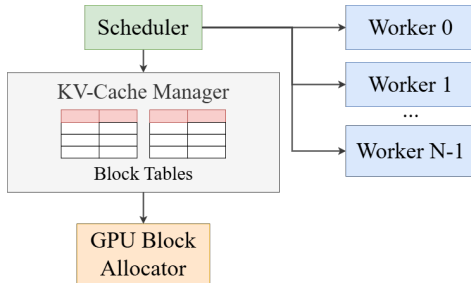 Scheduler
Worker 0
Worker 1
...
Worker N-1
KV-Cache Manager
Block Tables
GPU Block
Allocator